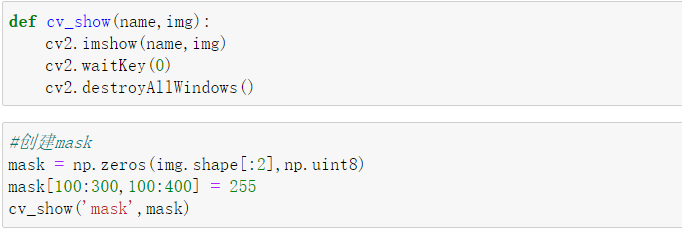 def cv_show(name,img):
    cv2.imshow(name,img)
    cv2.waitKey(0)
    cv2.destroyAllWindows()
#创建mask
mask = np.zeros(img.shape[:2],np.uint8)
mask[100:300,100:400] = 255
cv_show('mask',mask)